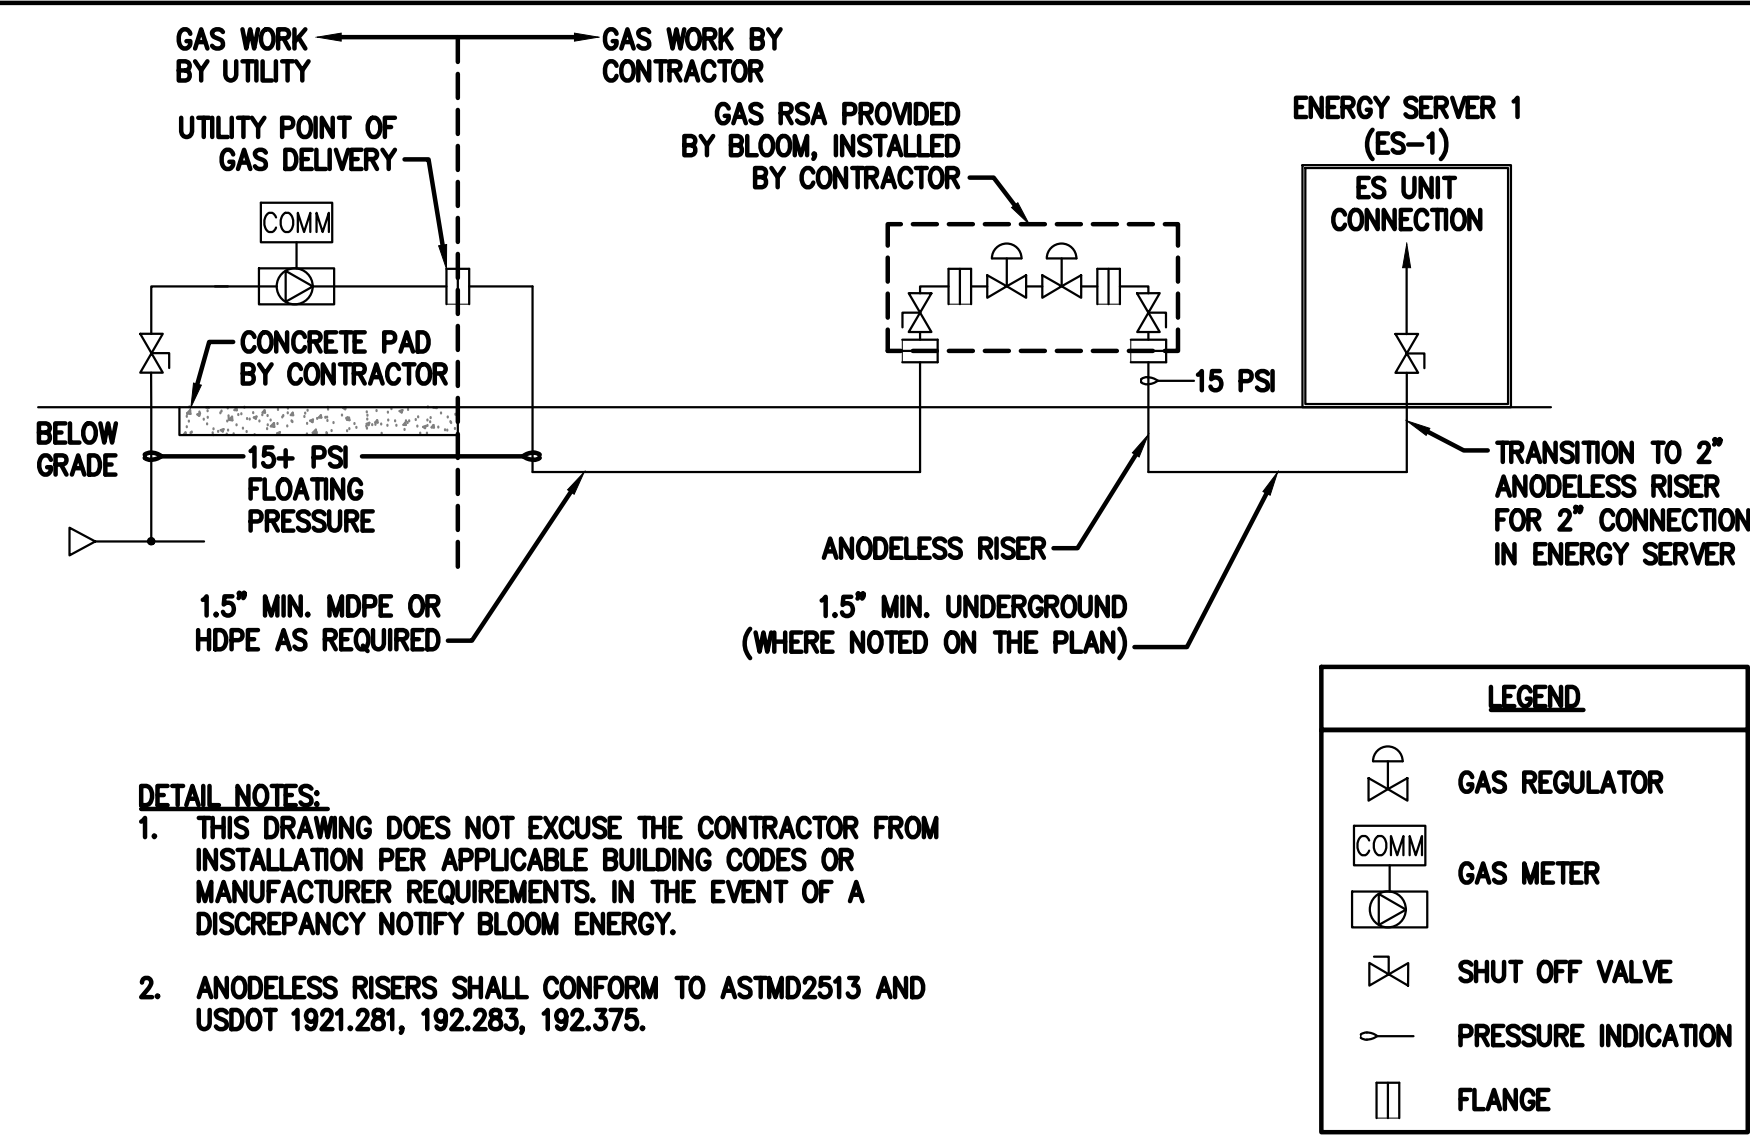 GAS WORK
BY UTILITY
GAS WORK BY
CONTRACTOR
UTILITY POINT OF
GAS DELIVERY
GAS RSA PROVIDED
BY BLOOM, INSTALLED
BY CONTRACTOR
ENERGY SERVER 1
(ES-1)
ES UNIT
CONNECTION
COMM
CONCRETE PAD
BY CONTRACTOR
15 PSI
BELOW
GRADE
15+ PSI
FLOATING
PRESSURE
TRANSITION TO 2"
ANODELESS RISER
FOR 2" CONNECTION
IN ENERGY SERVER
ANODELESS RISER
1.5" MIN. MDPE OR
HDPE AS REQUIRED
1.5" MIN. UNDERGROUND
(WHERE NOTED ON THE PLAN)
LEGEND
GAS REGULATOR
COMM
GAS METER
SHUT OFF VALVE
PRESSURE INDICATION
FLANGE
DETAIL NOTES:
1. THIS DRAWING DOES NOT EXCUSE THE CONTRACTOR FROM
INSTALLATION PER APPLICABLE BUILDING CODES OR
MANUFACTURER REQUIREMENTS. IN THE EVENT OF A
DISCREPANCY NOTIFY BLOOM ENERGY.
2. ANODELESS RISERS SHALL CONFORM TO ASTMD2513 AND
USDOT 1921.281, 192.283, 192.375.